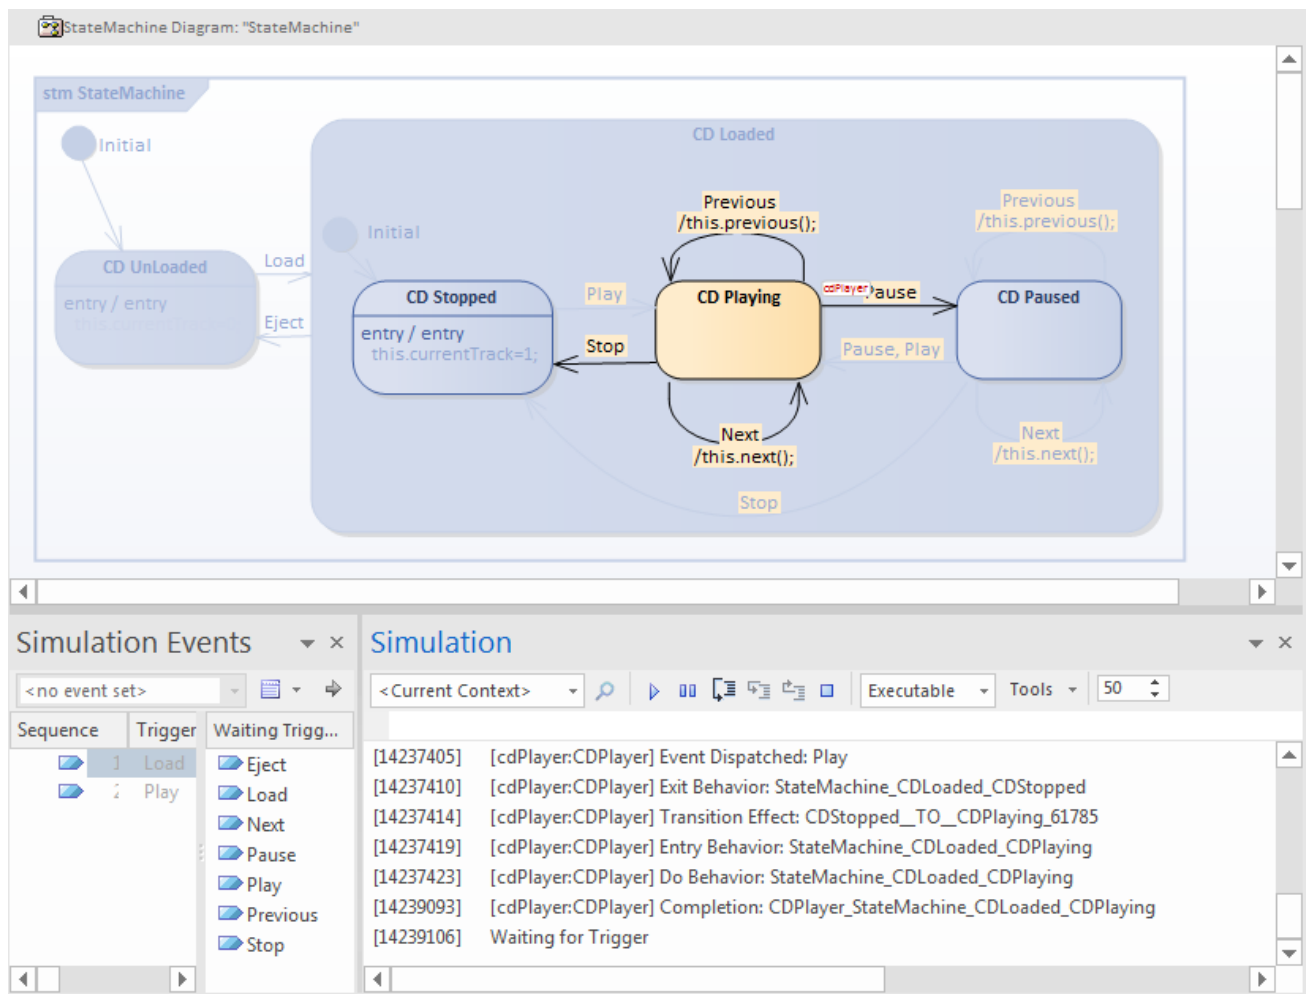 StateMachine Diagram: "StateMachine"
stm StateMachine
Initial
CD Loaded
Previous
/this.previous();
Previous
/this.previous();
Initial
CD UnLoaded
entry / entry
Load
Eject
CD Stopped
entry / entry
this.currentTrack=1;
Play
Stop
CD Playing
cdPlayer
Pause
CD Paused
Pause, Play
Next
/this.next();
Next
/this.next();
Stop
Simulation Events
<no event set>
Sequence Trigger Waiting Trigg...
1 Load
2 Play
Eject
Load
Next
Pause
Play
Previous
Stop
Simulation
<Current Context> Executable Tools 50
[14237405] [cdPlayer:CDPlayer] Event Dispatched: Play
[14237410] [cdPlayer:CDPlayer] Exit Behavior: StateMachine_CDLoaded_CDStopped
[14237414] [cdPlayer:CDPlayer] Transition Effect: CDStopped__TO__CDPlaying_61785
[14237419] [cdPlayer:CDPlayer] Entry Behavior: StateMachine_CDLoaded_CDPlaying
[14237423] [cdPlayer:CDPlayer] Do Behavior: StateMachine_CDLoaded_CDPlaying
[14239093] [cdPlayer:CDPlayer] Completion: CDPlayer_StateMachine_CDLoaded_CDPlaying
[14239106] Waiting for Trigger